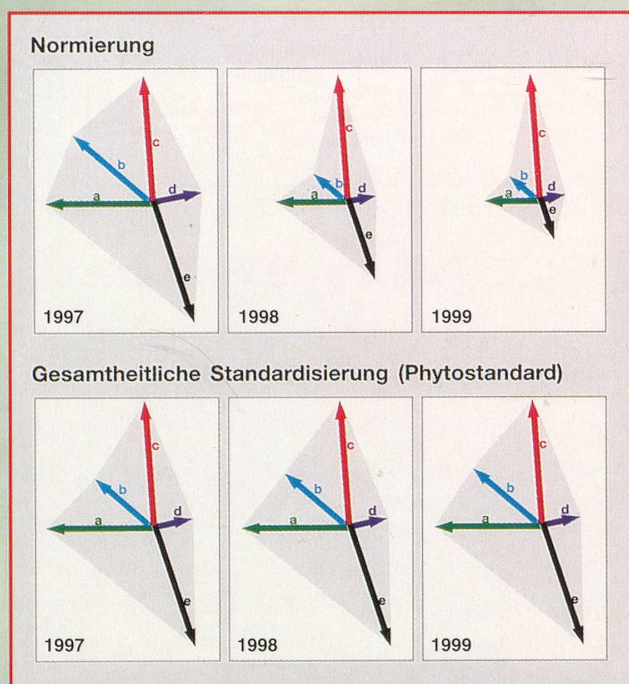 Normierung
c
b
a
d
e
1997
c
b
a
d
e
1998
c
b
a
d
e
1999
Gesamtheitliche Standardisierung (Phytostandard)
c
b
d
a
e
1997
c
b
d
a
e
1998
c
b
d
a
e
1999